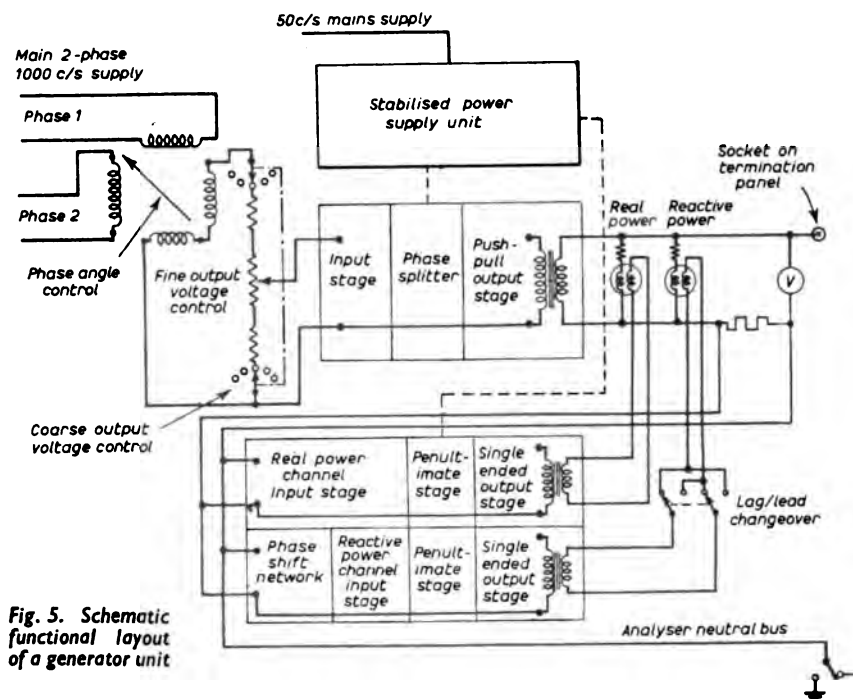 50c/s mains supply
Main 2-phase
1000 c/s supply
Phase 1
Phase 2
Phase angle
control
Fine output
voltage control
Coarse output
voltage control
Stabilised power
supply unit
Input
stage
Phase
splitter
Push-
pull
output
stage
Real
power
Reactive
power
Socket on
termination
panel
V
Real power
channel
Input stage
Penult-
imate
stage
Single
ended
output
stage
Phase
shift
network
Reactive
power
channel
input
stage
Penult-
imate
stage
Single
ended
output
stage
Lag/lead
changeover
Analyser neutral bus
Fig. 5. Schematic
functional layout
of a generator unit